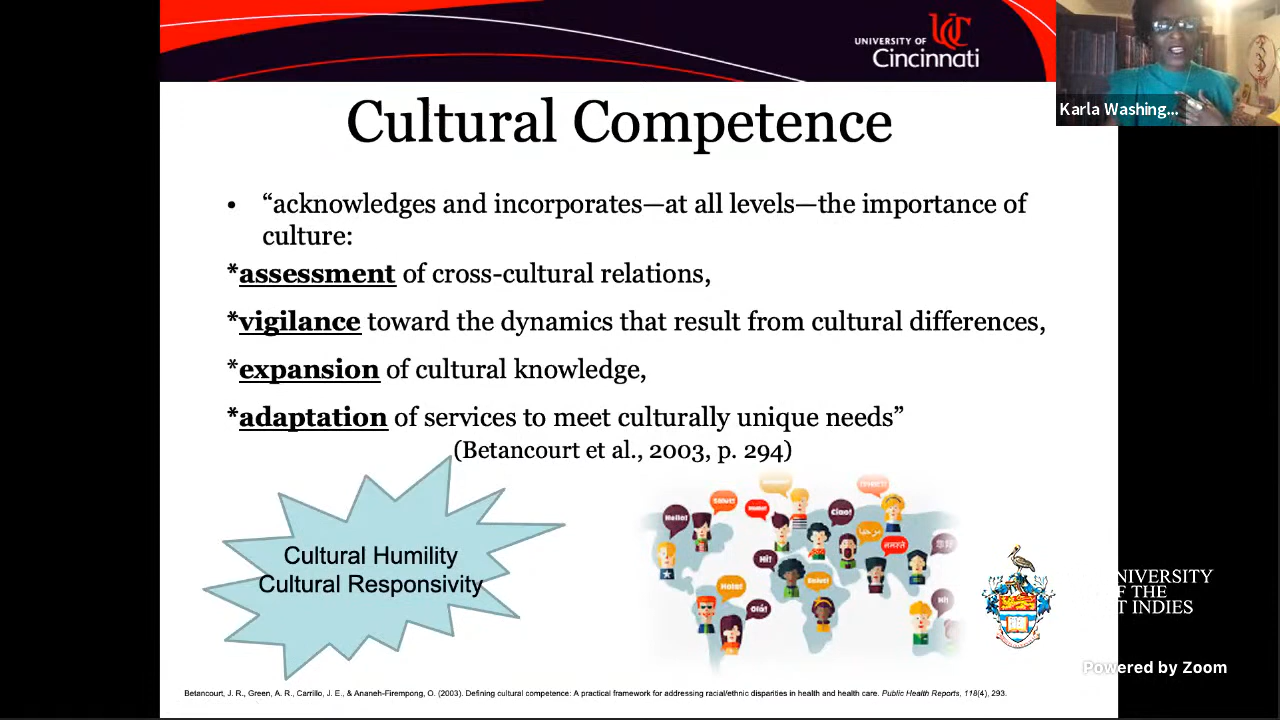 UNIVERSITY OF
Cincinnati
Karla Washing...
Cultural Competence
• “acknowledges and incorporates—at all levels—the importance of
culture:
*assessment of cross-cultural relations,
*vigilance toward the dynamics that result from cultural differences,
*expansion of cultural knowledge,
*adaptation of services to meet culturally unique needs”
(Betancourt et al., 2003, p. 294)
Cultural Humility
Cultural Responsivity
Hello!
Ciao!
مرحبا
नमस्ते
Hi!
Hola!
Olá!
Hi!
NIVERSITY
F THE
T INDIES
Powered by Zoom
Betancourt, J. R., Green, A. R., Carrillo, J. E., & Ananeh-Firempong, O. (2003). Defining cultural competence: A practical framework for addressing racial/ethnic disparities in health and health care. Public Health Reports, 118(4), 293.